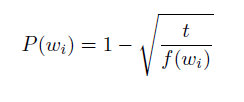 P(w_i) = 1 - \sqrt{\frac{t}{f(w_i)}}